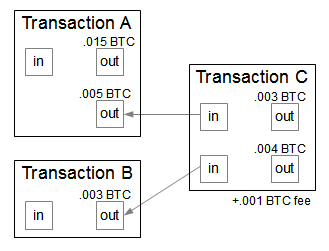 Transaction A
.015 BTC
in out
.005 BTC
out
Transaction B
.003 BTC
in out
Transaction C
.003 BTC
in out
.004 BTC
in out
+.001 BTC fee